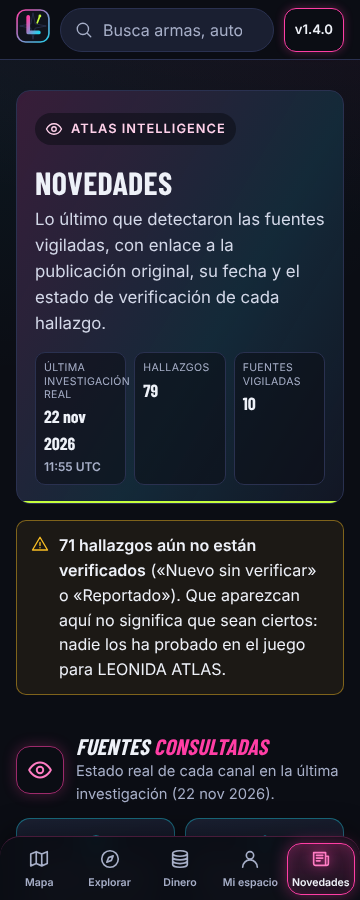 Busca armas, auto
v1.4.0
ATLAS INTELLIGENCE
NOVEDADES
Lo último que detectaron las fuentes
vigiladas, con enlace a la
publicación original, su fecha y el
estado de verificación de cada
hallazgo.
ÚLTIMA
INVESTIGACIÓN
REAL
22 nov
2026
11:55 UTC
HALLAZGOS
79
FUENTES
VIGILADAS
10
71 hallazgos aún no están
verificados («Nuevo sin verificar»
o «Reportado»). Que aparezcan
aquí no significa que sean ciertos:
nadie los ha probado en el juego
para LEONIDA ATLAS.
FUENTES CONSULTADAS
Estado real de cada canal en la última
investigación (22 nov 2026).
Mapa
Explorar
Dinero
Mi espacio
Novedades